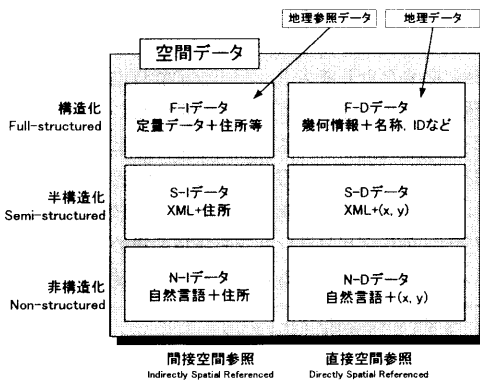 地理参照データ
地理データ
空間データ
構造化
Full-structured
F-Iデータ
定量データ+住所等
F-Dデータ
幾何情報+名称, IDなど
半構造化
Semi-structured
S-Iデータ
XML+住所
S-Dデータ
XML+(x, y)
非構造化
Non-structured
N-Iデータ
自然言語+住所
N-Dデータ
自然言語+(x, y)
間接空間参照
Indirectly Spatial Referenced
直接空間参照
Directly Spatial Referenced